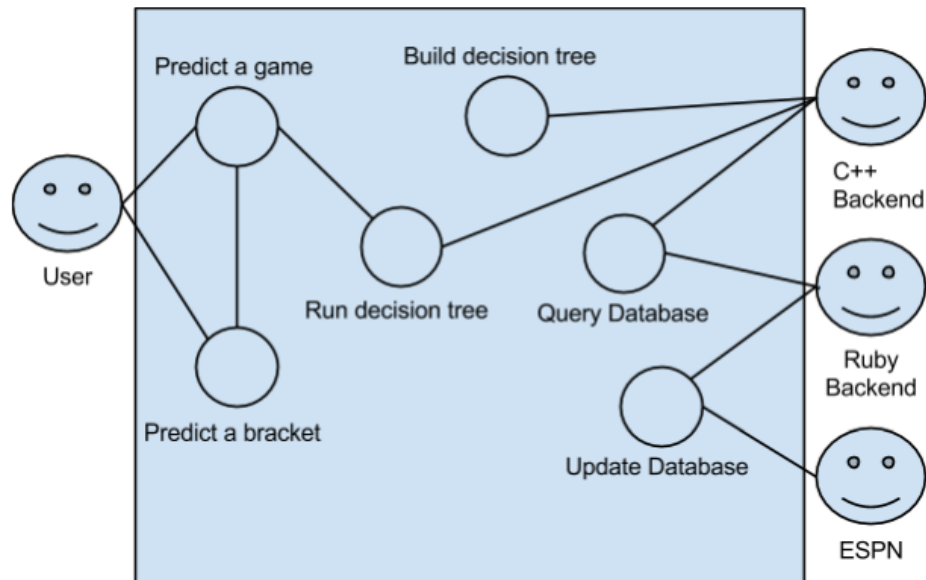 Build decision tree
Predict a game
C++
Backend
User
Run decision tree
Query Database
Ruby
Backend
Predict a bracket
Update Database
ESPN